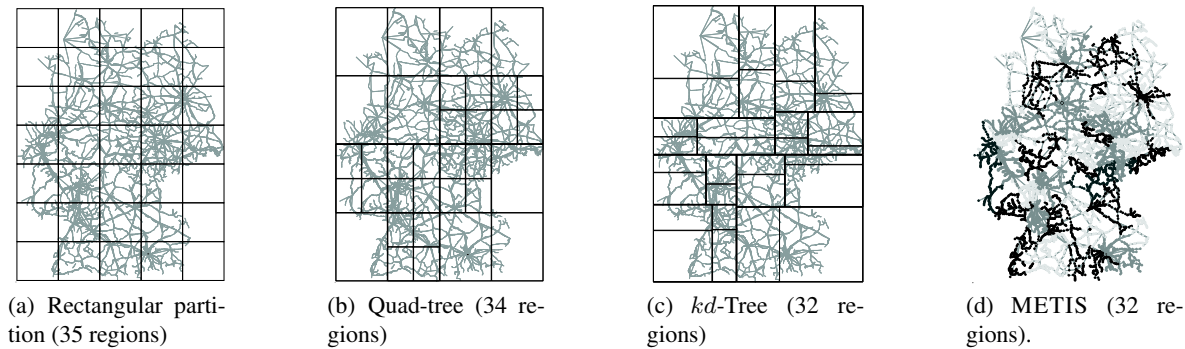 (a) Rectangular parti-
tion (35 regions)
(b) Quad-tree (34 re-
gions)
(c) kd-Tree (32 re-
gions)
(d) METIS (32 re-
gions).